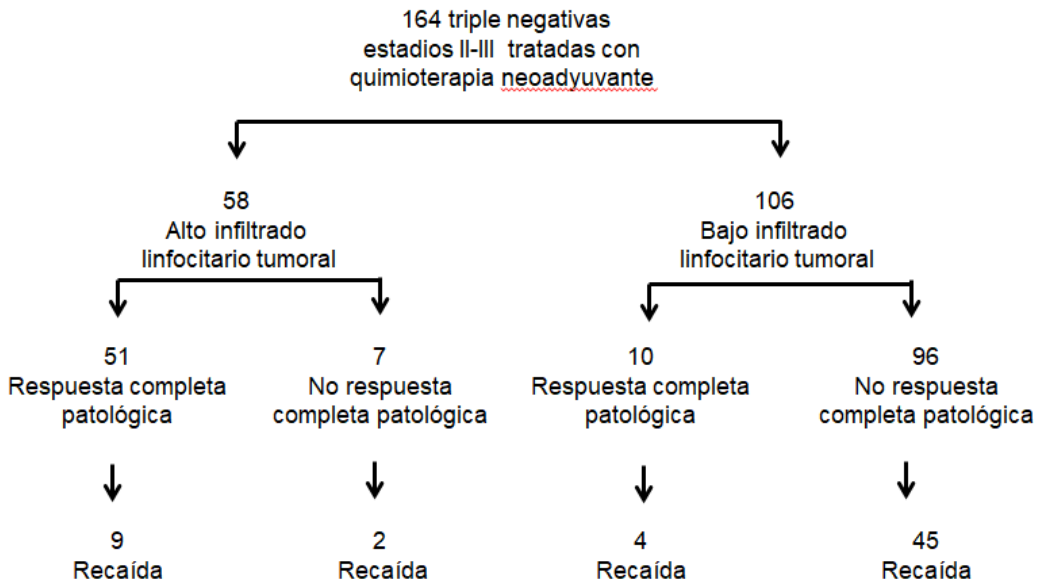 164 triple negativas
estadios II-III tratadas con
quimioterapia neoadyuvante
58
Alto infiltrado
linfocitario tumoral
106
Bajo infiltrado
linfocitario tumoral
51
Respuesta completa
patológica
7
No respuesta
completa patológica
10
Respuesta completa
patológica
96
No respuesta
completa patológica
9
Recaída
2
Recaída
4
Recaída
45
Recaída